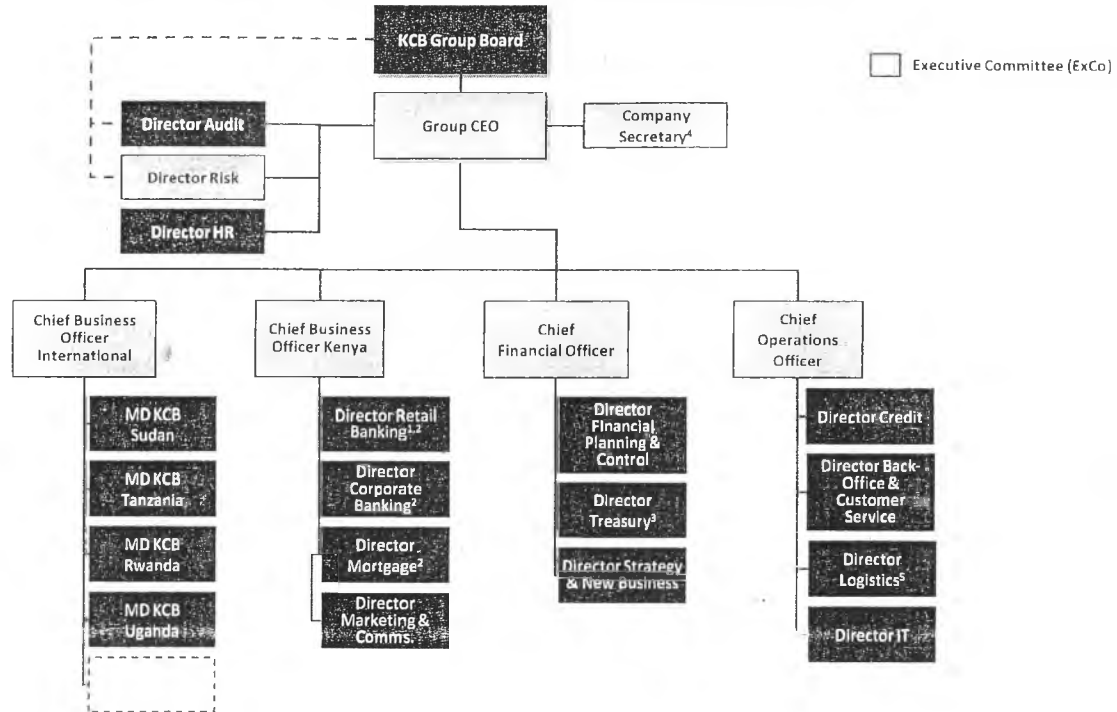 KCB Group Board
Executive Committee (ExCo)
Group CEO
Company
Secretary⁴
Director Audit
Director Risk
Director HR
Chief Business
Officer
International
Chief Business
Officer Kenya
Chief
Financial Officer
Chief
Operations
Officer
MD KCB
Sudan
MD KCB
Tanzania
MD KCB
Rwanda
MD KCB
Uganda
Director Retail
Banking¹,²
Director
Corporate
Banking²
Director
Mortgage²
Director
Marketing &
Comms.
Director
Financial
Planning &
Control
Director
Treasury³
Director Strategy
& New Business
Director Credit
Director Back-
Office &
Customer
Service
Director
Logistics⁵
Director IT